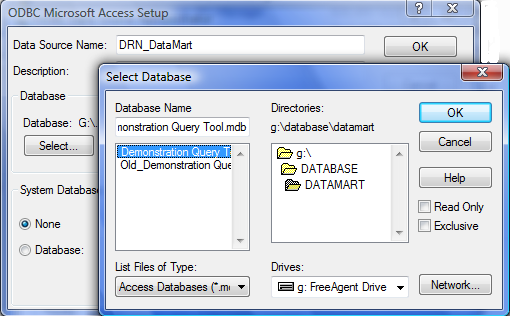 ODBC Microsoft Access Setup
Data Source Name: DRN_DataMart
OK
Description:
Database
Database: G:\..
Select...
System Database
None
Database:
Select Database
Database Name
nonstration Query Tool.mdb
Demonstration Query T
Old_Demonstration Que
List Files of Type:
Access Databases (*.m
Directories:
g:\database\datamart
g:\
DATABASE
DATAMART
Drives:
g: FreeAgent Drive
OK
Cancel
Help
Read Only
Exclusive
Network...